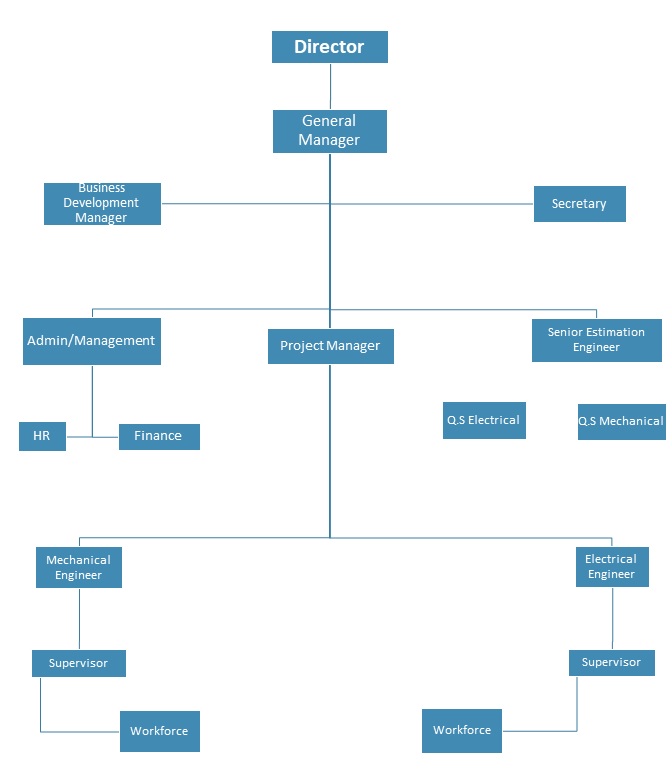 Director
General
Manager
Business
Development
Manager
Secretary
Admin/Management
Project Manager
Senior Estimation
Engineer
Q.S Electrical
Q.S Mechanical
HR
Finance
Mechanical
Engineer
Electrical
Engineer
Supervisor
Supervisor
Workforce
Workforce